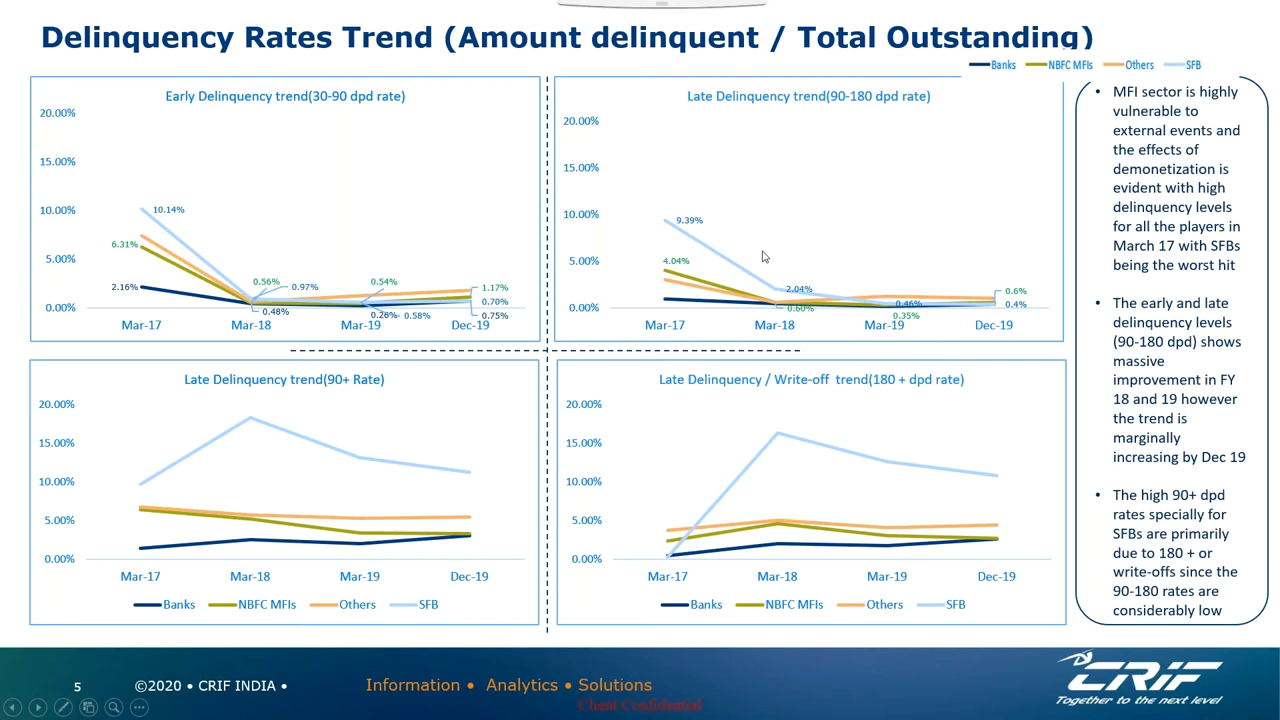 Delinquency Rates Trend (Amount delinquent / Total Outstanding)
Banks NBFC MFIs Others SFB
Early Delinquency trend(30-90 dpd rate)
20.00%
15.00%
10.00%
5.00%
0.00%
10.14%
6.31%
2.16%
0.56%
0.97%
0.48%
0.54%
0.26%
0.58%
1.17%
0.70%
0.75%
Mar-17 Mar-18 Mar-19 Dec-19
Late Delinquency trend(90-180 dpd rate)
20.00%
15.00%
10.00%
5.00%
0.00%
9.39%
4.04%
2.04%
0.60%
0.46%
0.35%
0.6%
0.4%
Mar-17 Mar-18 Mar-19 Dec-19
Late Delinquency trend(90+ Rate)
20.00%
15.00%
10.00%
5.00%
0.00%
Mar-17 Mar-18 Mar-19 Dec-19
Banks NBFC MFIs Others SFB
Late Delinquency / Write-off trend(180 + dpd rate)
20.00%
15.00%
10.00%
5.00%
0.00%
Mar-17 Mar-18 Mar-19 Dec-19
Banks NBFC MFIs Others SFB
• MFI sector is highly
vulnerable to
external events and
the effects of
demonetization is
evident with high
delinquency levels
for all the players in
March 17 with SFBs
being the worst hit
• The early and late
delinquency levels
(90-180 dpd) shows
massive
improvement in FY
18 and 19 however
the trend is
marginally
increasing by Dec 19
• The high 90+ dpd
rates specially for
SFBs are primarily
due to 180 + or
write-offs since the
90-180 rates are
considerably low
5
©2020 • CRIF INDIA •
Information • Analytics • Solutions
Client Confidential
CRIF
Together to the next level